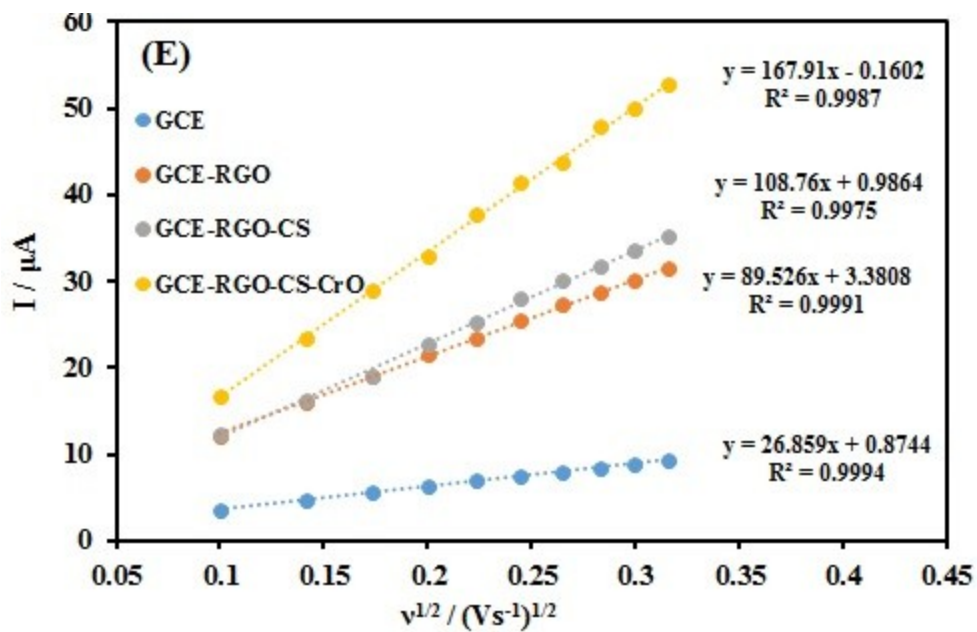 60
(E)
y = 167.91x - 0.1602
R² = 0.9987
50
GCE
GCE-RGO
40
y = 108.76x + 0.9864
R² = 0.9975
GCE-RGO-CS
I / µA
GCE-RGO-CS-CrO
30
y = 89.526x + 3.3808
R² = 0.9991
20
10
y = 26.859x + 0.8744
R² = 0.9994
0
0.05 0.1 0.15 0.2 0.25 0.3 0.35 0.4 0.45
ν¹/² / (Vs⁻¹)¹/²